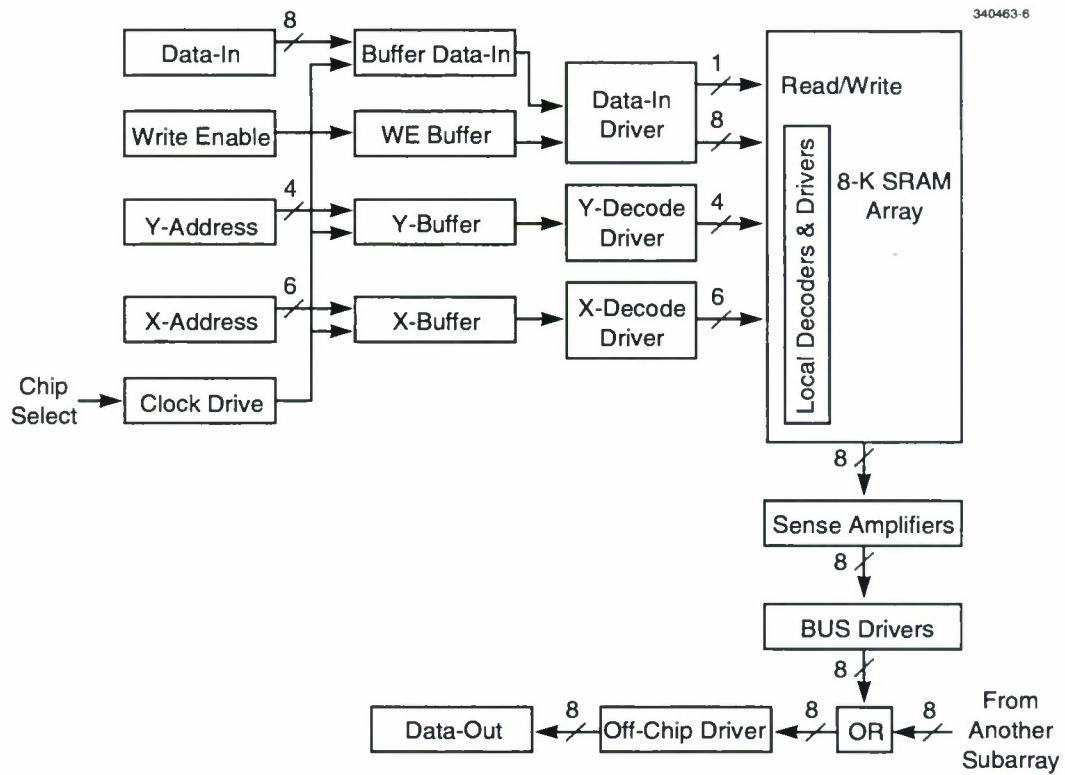 340463-6
8
Data-In
Buffer Data-In
1
Data-In
Driver
Read/Write
8
Write Enable
WE Buffer
Local Decoders & Drivers
8-K SRAM
Array
4
Y-Address
Y-Buffer
Y-Decode
Driver
4
6
X-Address
X-Buffer
X-Decode
Driver
6
Chip
Select
Clock Drive
8
Sense Amplifiers
8
BUS Drivers
8
Data-Out
8
Off-Chip Driver
8
OR
8
From
Another
Subarray